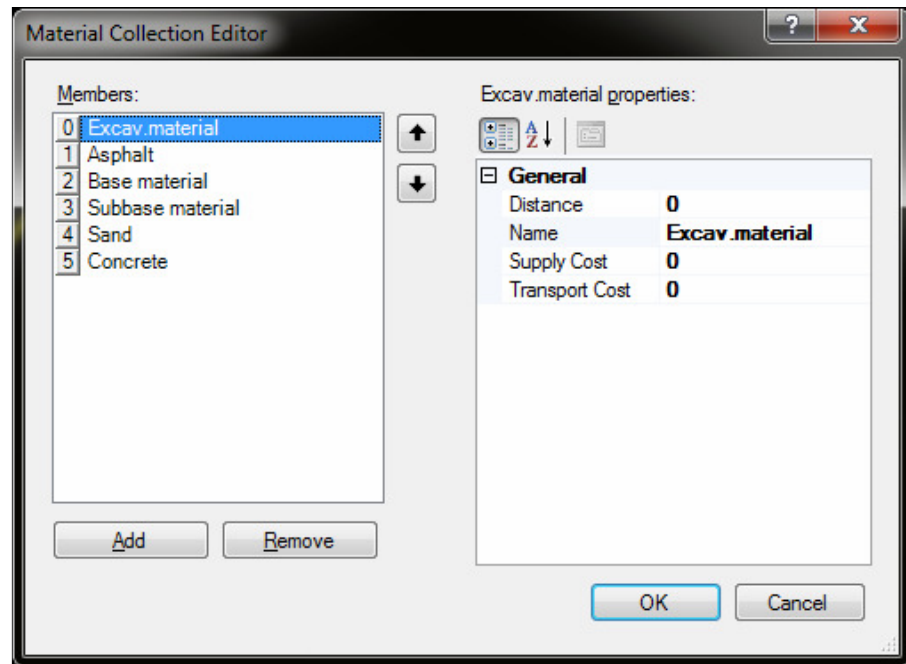 Material Collection Editor
?
X
Members:
0 Excav.material
1 Asphalt
2 Base material
3 Subbase material
4 Sand
5 Concrete
Add
Remove
Excav.material properties:
A
Z
General
Distance 0
Name Excav.material
Supply Cost 0
Transport Cost 0
OK
Cancel